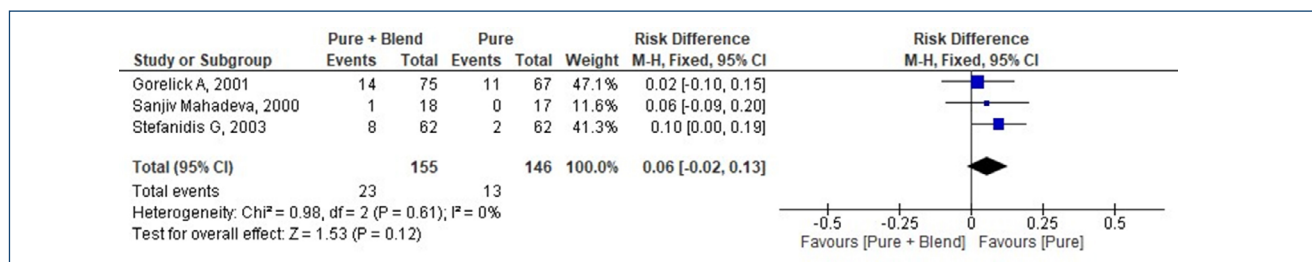 Pure + Blend Pure Risk Difference Risk Difference
Study or Subgroup Events Total Events Total Weight M-H, Fixed, 95% CI M-H, Fixed, 95% CI
Gorelick A, 2001 14 75 11 67 47.1% 0.02 [-0.10, 0.15]
Sanjiv Mahadeva, 2000 1 18 0 17 11.6% 0.06 [-0.09, 0.20]
Stefanidis G, 2003 8 62 2 62 41.3% 0.10 [0.00, 0.19]
Total (95% CI) 155 146 100.0% 0.06 [-0.02, 0.13]
Total events 23 13
Heterogeneity: Chi² = 0.98, df = 2 (P = 0.61); I² = 0%
Test for overall effect: Z = 1.53 (P = 0.12)
-0.5 -0.25 0 0.25 0.5
Favours [Pure + Blend] Favours [Pure]